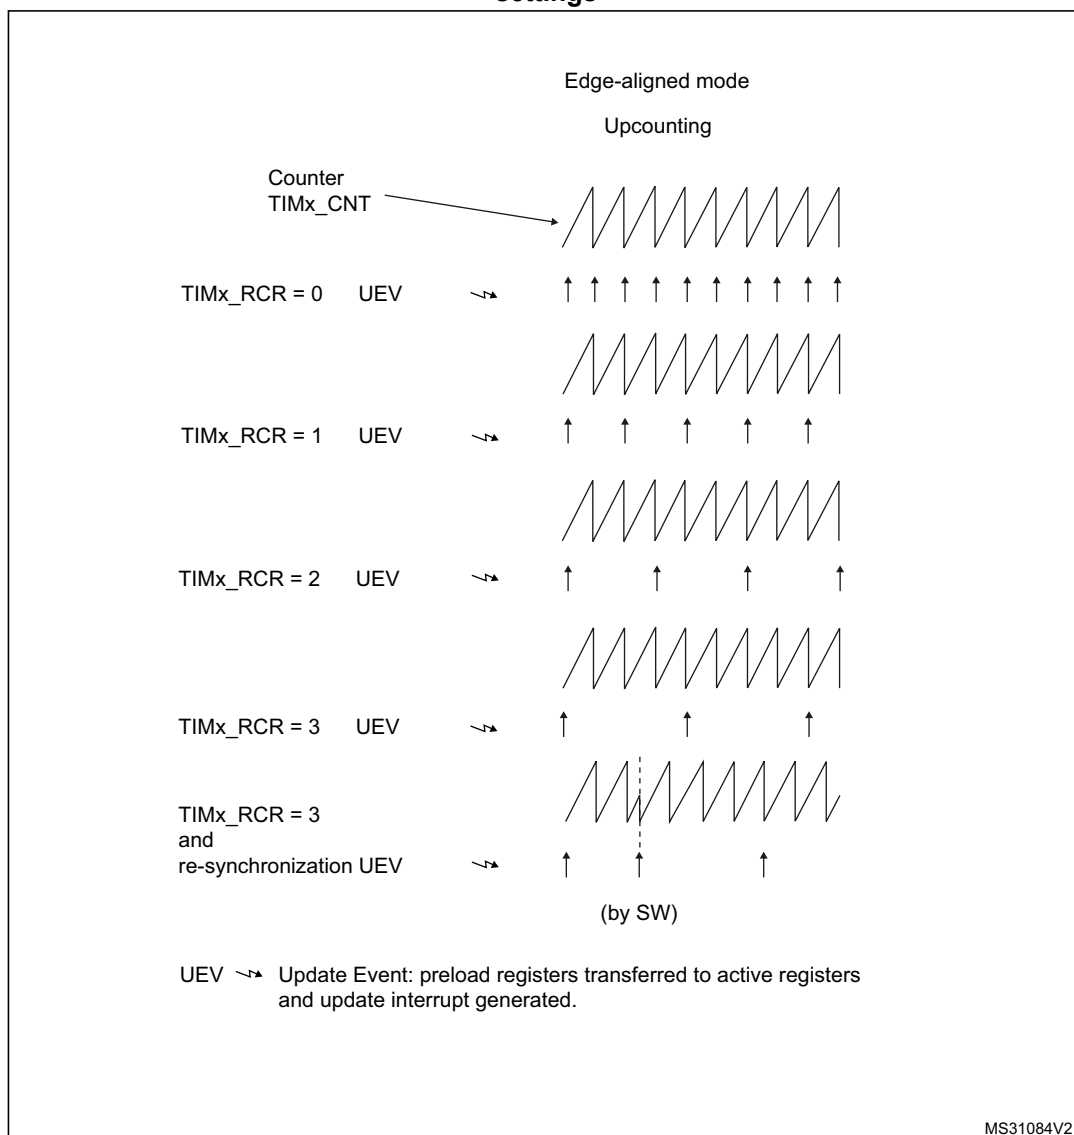 settings
Edge-aligned mode
Upcounting
Counter
TIMx_CNT
TIMx_RCR = 0 UEV
TIMx_RCR = 1 UEV
TIMx_RCR = 2 UEV
TIMx_RCR = 3 UEV
TIMx_RCR = 3
and
re-synchronization UEV
(by SW)
UEV Update Event: preload registers transferred to active registers
and update interrupt generated.
MS31084V2